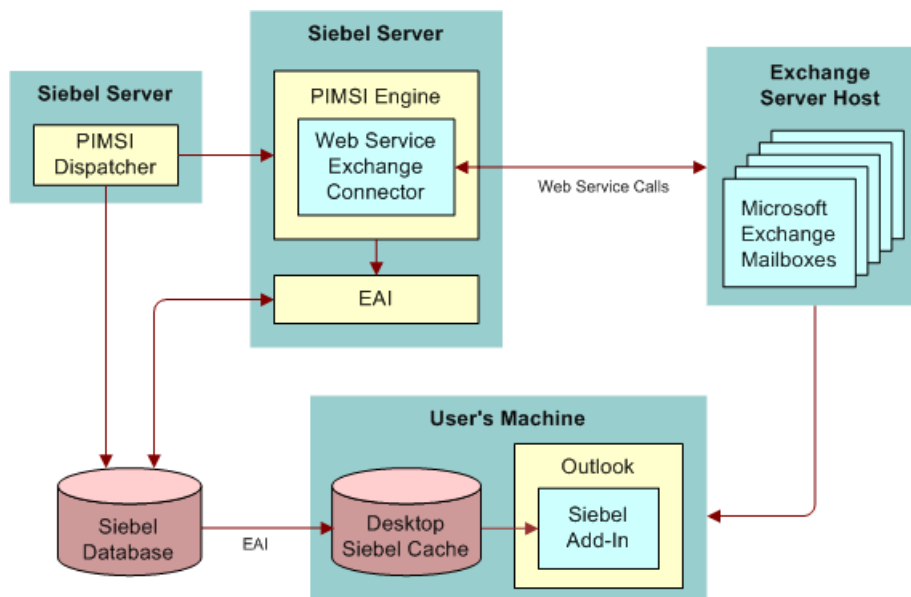 Siebel Server
PIMSI
Dispatcher
Siebel Server
PIMSI Engine
Web Service
Exchange
Connector
EAI
Web Service Calls
Exchange
Server Host
Microsoft
Exchange
Mailboxes
Siebel
Database
EAI
User's Machine
Desktop
Siebel Cache
Outlook
Siebel
Add-In